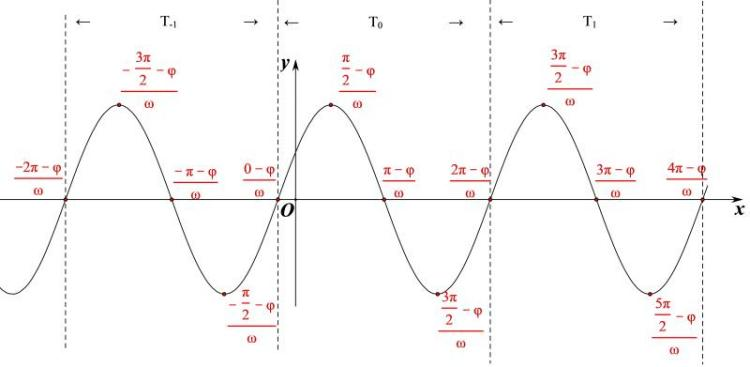 ← T₋₁ → ← T₀ → ← T₁ →
y
(-3π/2 - φ)/ω
(π/2 - φ)/ω
(3π/2 - φ)/ω
(-2π - φ)/ω
(-π - φ)/ω
(0 - φ)/ω
(π - φ)/ω
(2π - φ)/ω
(3π - φ)/ω
(4π - φ)/ω
O
x
(-π/2 - φ)/ω
(3π/2 - φ)/ω
(5π/2 - φ)/ω